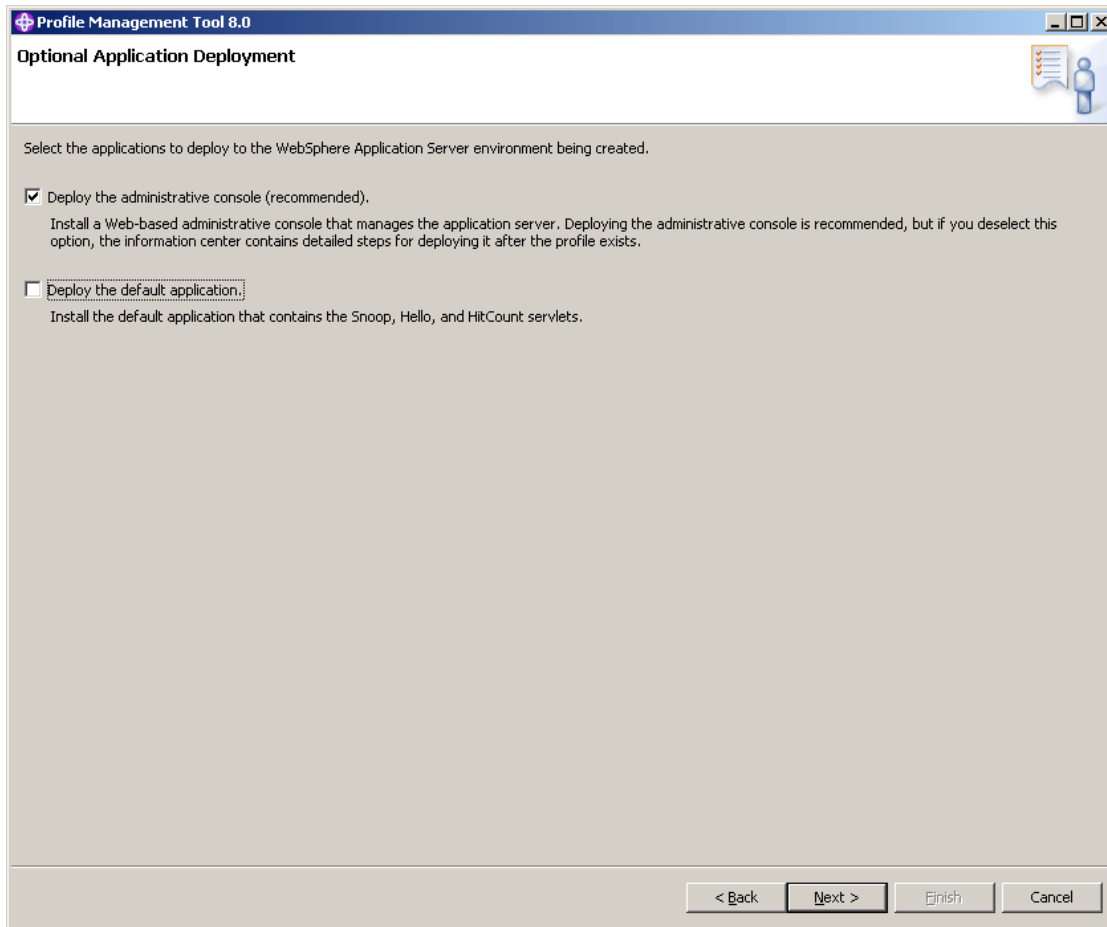 Profile Management Tool 8.0
Optional Application Deployment
Select the applications to deploy to the WebSphere Application Server environment being created.
Deploy the administrative console (recommended).
Install a Web-based administrative console that manages the application server. Deploying the administrative console is recommended, but if you deselect this
option, the information center contains detailed steps for deploying it after the profile exists.
Deploy the default application.
Install the default application that contains the Snoop, Hello, and HitCount servlets.
< Back Next > Finish Cancel